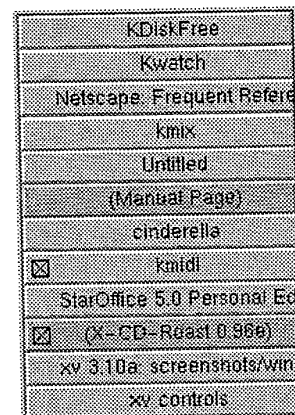 KDiskFree
Kwatch
Netscape: Frequent Refere
kmix
Untitled
(Manual Page)
cinderella
kmidi
StarOffice 5.0 Personal Ed
(X-CD-Roast 0.96e)
xv 3.10a: screenshots/win
xv controls